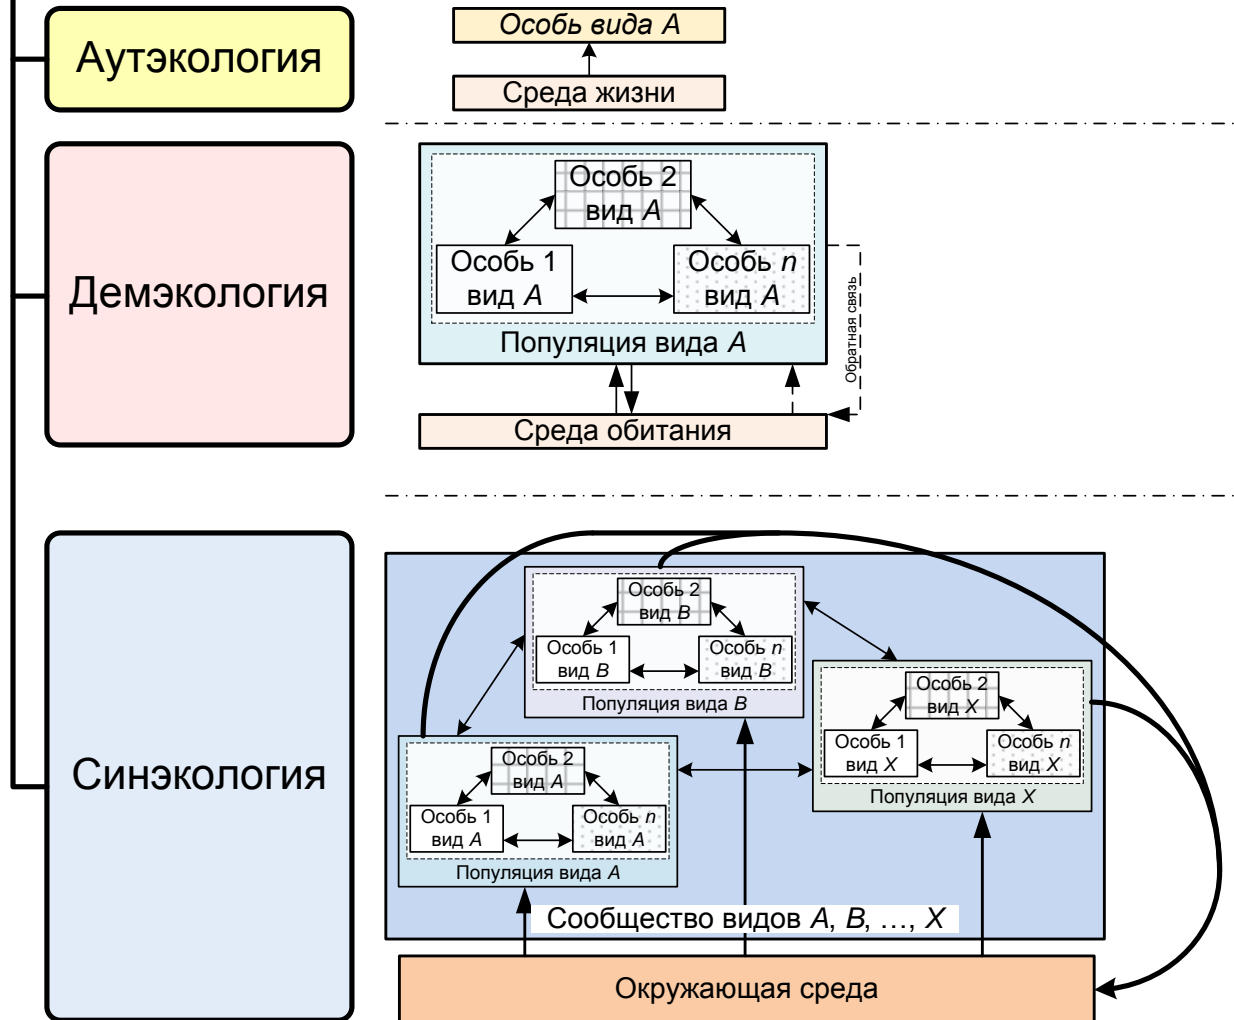 Аутэкология
Особь вида A
Среда жизни
Демэкология
Особь 2
вид A
Особь 1
вид A
Особь n
вид A
Популяция вида A
Обратная связь
Среда обитания
Синэкология
Особь 2
вид B
Особь 1
вид B
Особь n
вид B
Популяция вида B
Особь 2
вид X
Особь 1
вид X
Особь n
вид X
Популяция вида X
Особь 2
вид A
Особь 1
вид A
Особь n
вид A
Популяция вида A
Сообщество видов A, B, …, X
Окружающая среда